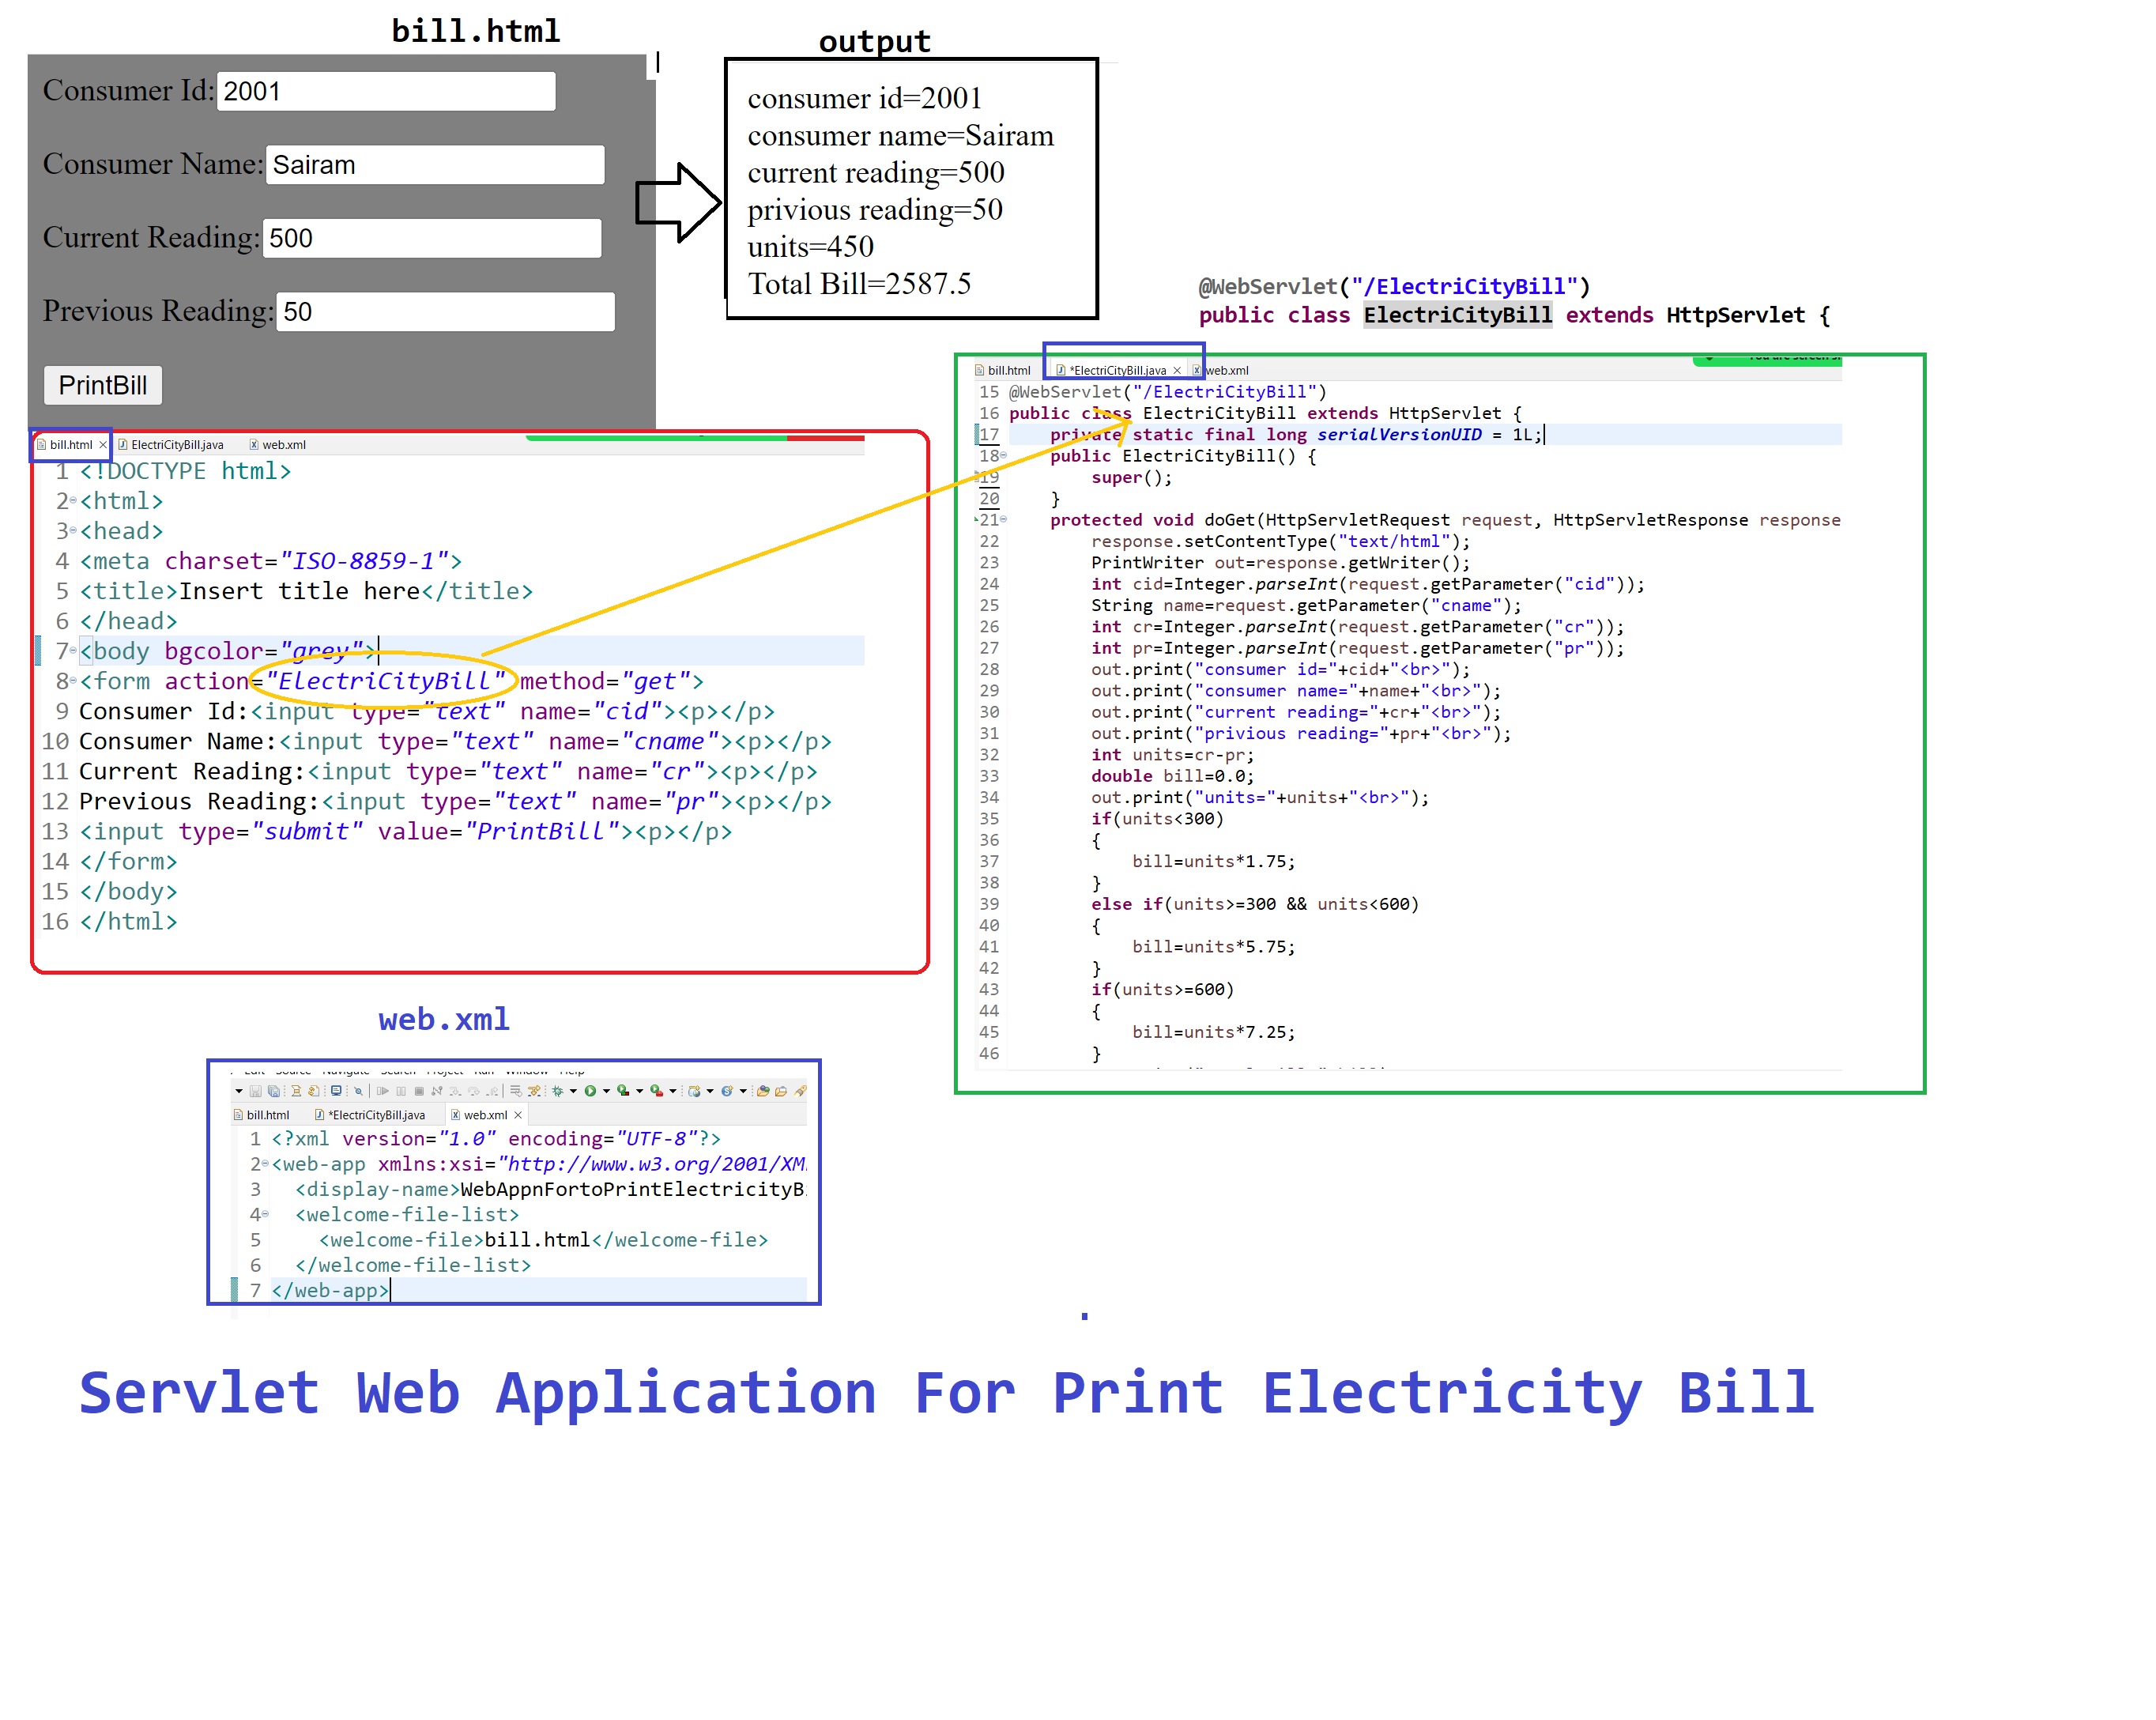 bill.html
Consumer Id: 2001
Consumer Name: Sairam
Current Reading: 500
Previous Reading: 50
PrintBill
output
consumer id=2001
consumer name=Sairam
current reading=500
privious reading=50
units=450
Total Bill=2587.5
@WebServlet("/ElectriCityBill")
public class ElectriCityBill extends HttpServlet {
bill.html ElectriCityBill.java web.xml
1 <!DOCTYPE html>
2 <html>
3 <head>
4 <meta charset="ISO-8859-1">
5 <title>Insert title here</title>
6 </head>
7 <body bgcolor="grey">
8 <form action="ElectriCityBill" method="get">
9 Consumer Id:<input type="text" name="cid"><p></p>
10 Consumer Name:<input type="text" name="cname"><p></p>
11 Current Reading:<input type="text" name="cr"><p></p>
12 Previous Reading:<input type="text" name="pr"><p></p>
13 <input type="submit" value="PrintBill"><p></p>
14 </form>
15 </body>
16 </html>
bill.html *ElectriCityBill.java web.xml
15 @WebServlet("/ElectriCityBill")
16 public class ElectriCityBill extends HttpServlet {
17 private static final long serialVersionUID = 1L;
18 public ElectriCityBill() {
19 super();
20 }
21 protected void doGet(HttpServletRequest request, HttpServletResponse response
22 response.setContentType("text/html");
23 PrintWriter out=response.getWriter();
24 int cid=Integer.parseInt(request.getParameter("cid"));
25 String name=request.getParameter("cname");
26 int cr=Integer.parseInt(request.getParameter("cr"));
27 int pr=Integer.parseInt(request.getParameter("pr"));
28 out.print("consumer id="+cid+"<br>");
29 out.print("consumer name="+name+"<br>");
30 out.print("current reading="+cr+"<br>");
31 out.print("privious reading="+pr+"<br>");
32 int units=cr-pr;
33 double bill=0.0;
34 out.print("units="+units+"<br>");
35 if(units<300)
36 {
37 bill=units*1.75;
38 }
39 else if(units>=300 && units<600)
40 {
41 bill=units*5.75;
42 }
43 if(units>=600)
44 {
45 bill=units*7.25;
46 }
web.xml
bill.html *ElectriCityBill.java web.xml
1 <?xml version="1.0" encoding="UTF-8"?>
2 <web-app xmlns:xsi="http://www.w3.org/2001/XM
3 <display-name>WebAppnFortoPrintElectricityB
4 <welcome-file-list>
5 <welcome-file>bill.html</welcome-file>
6 </welcome-file-list>
7 </web-app>
Servlet Web Application For Print Electricity Bill